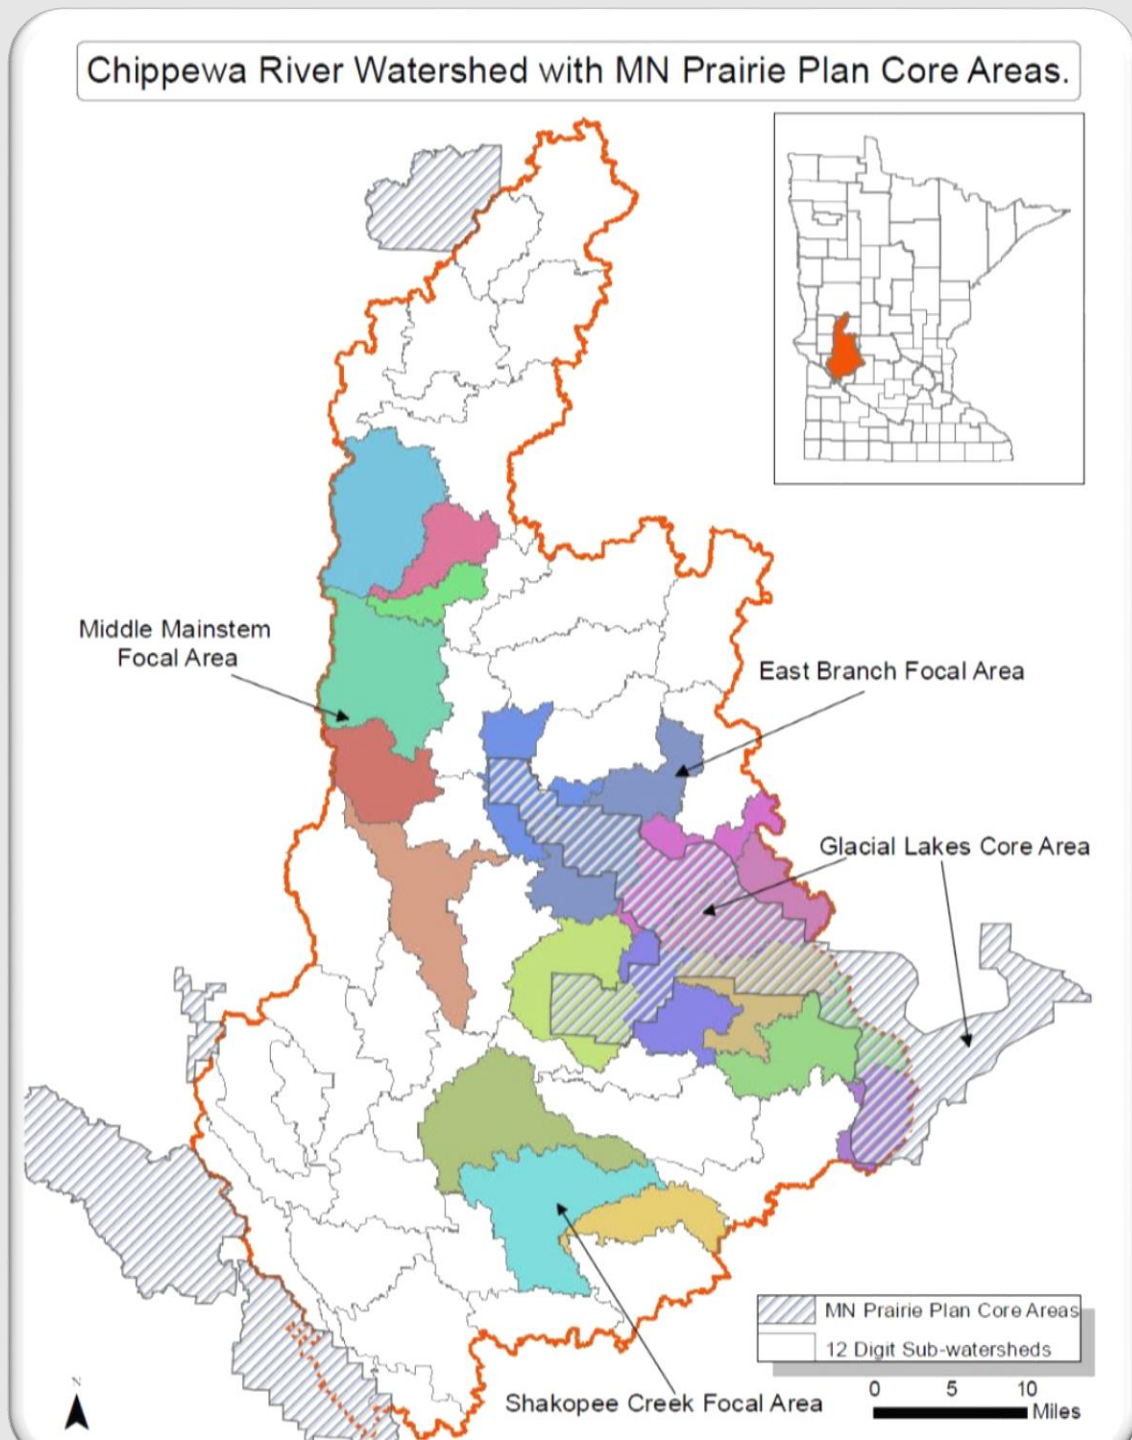 Chippewa River Watershed with MN Prairie Plan Core Areas.
Middle Mainstem
Focal Area
East Branch Focal Area
Glacial Lakes Core Area
MN Prairie Plan Core Areas
12 Digit Sub-watersheds
Shakopee Creek Focal Area
0 5 10
Miles